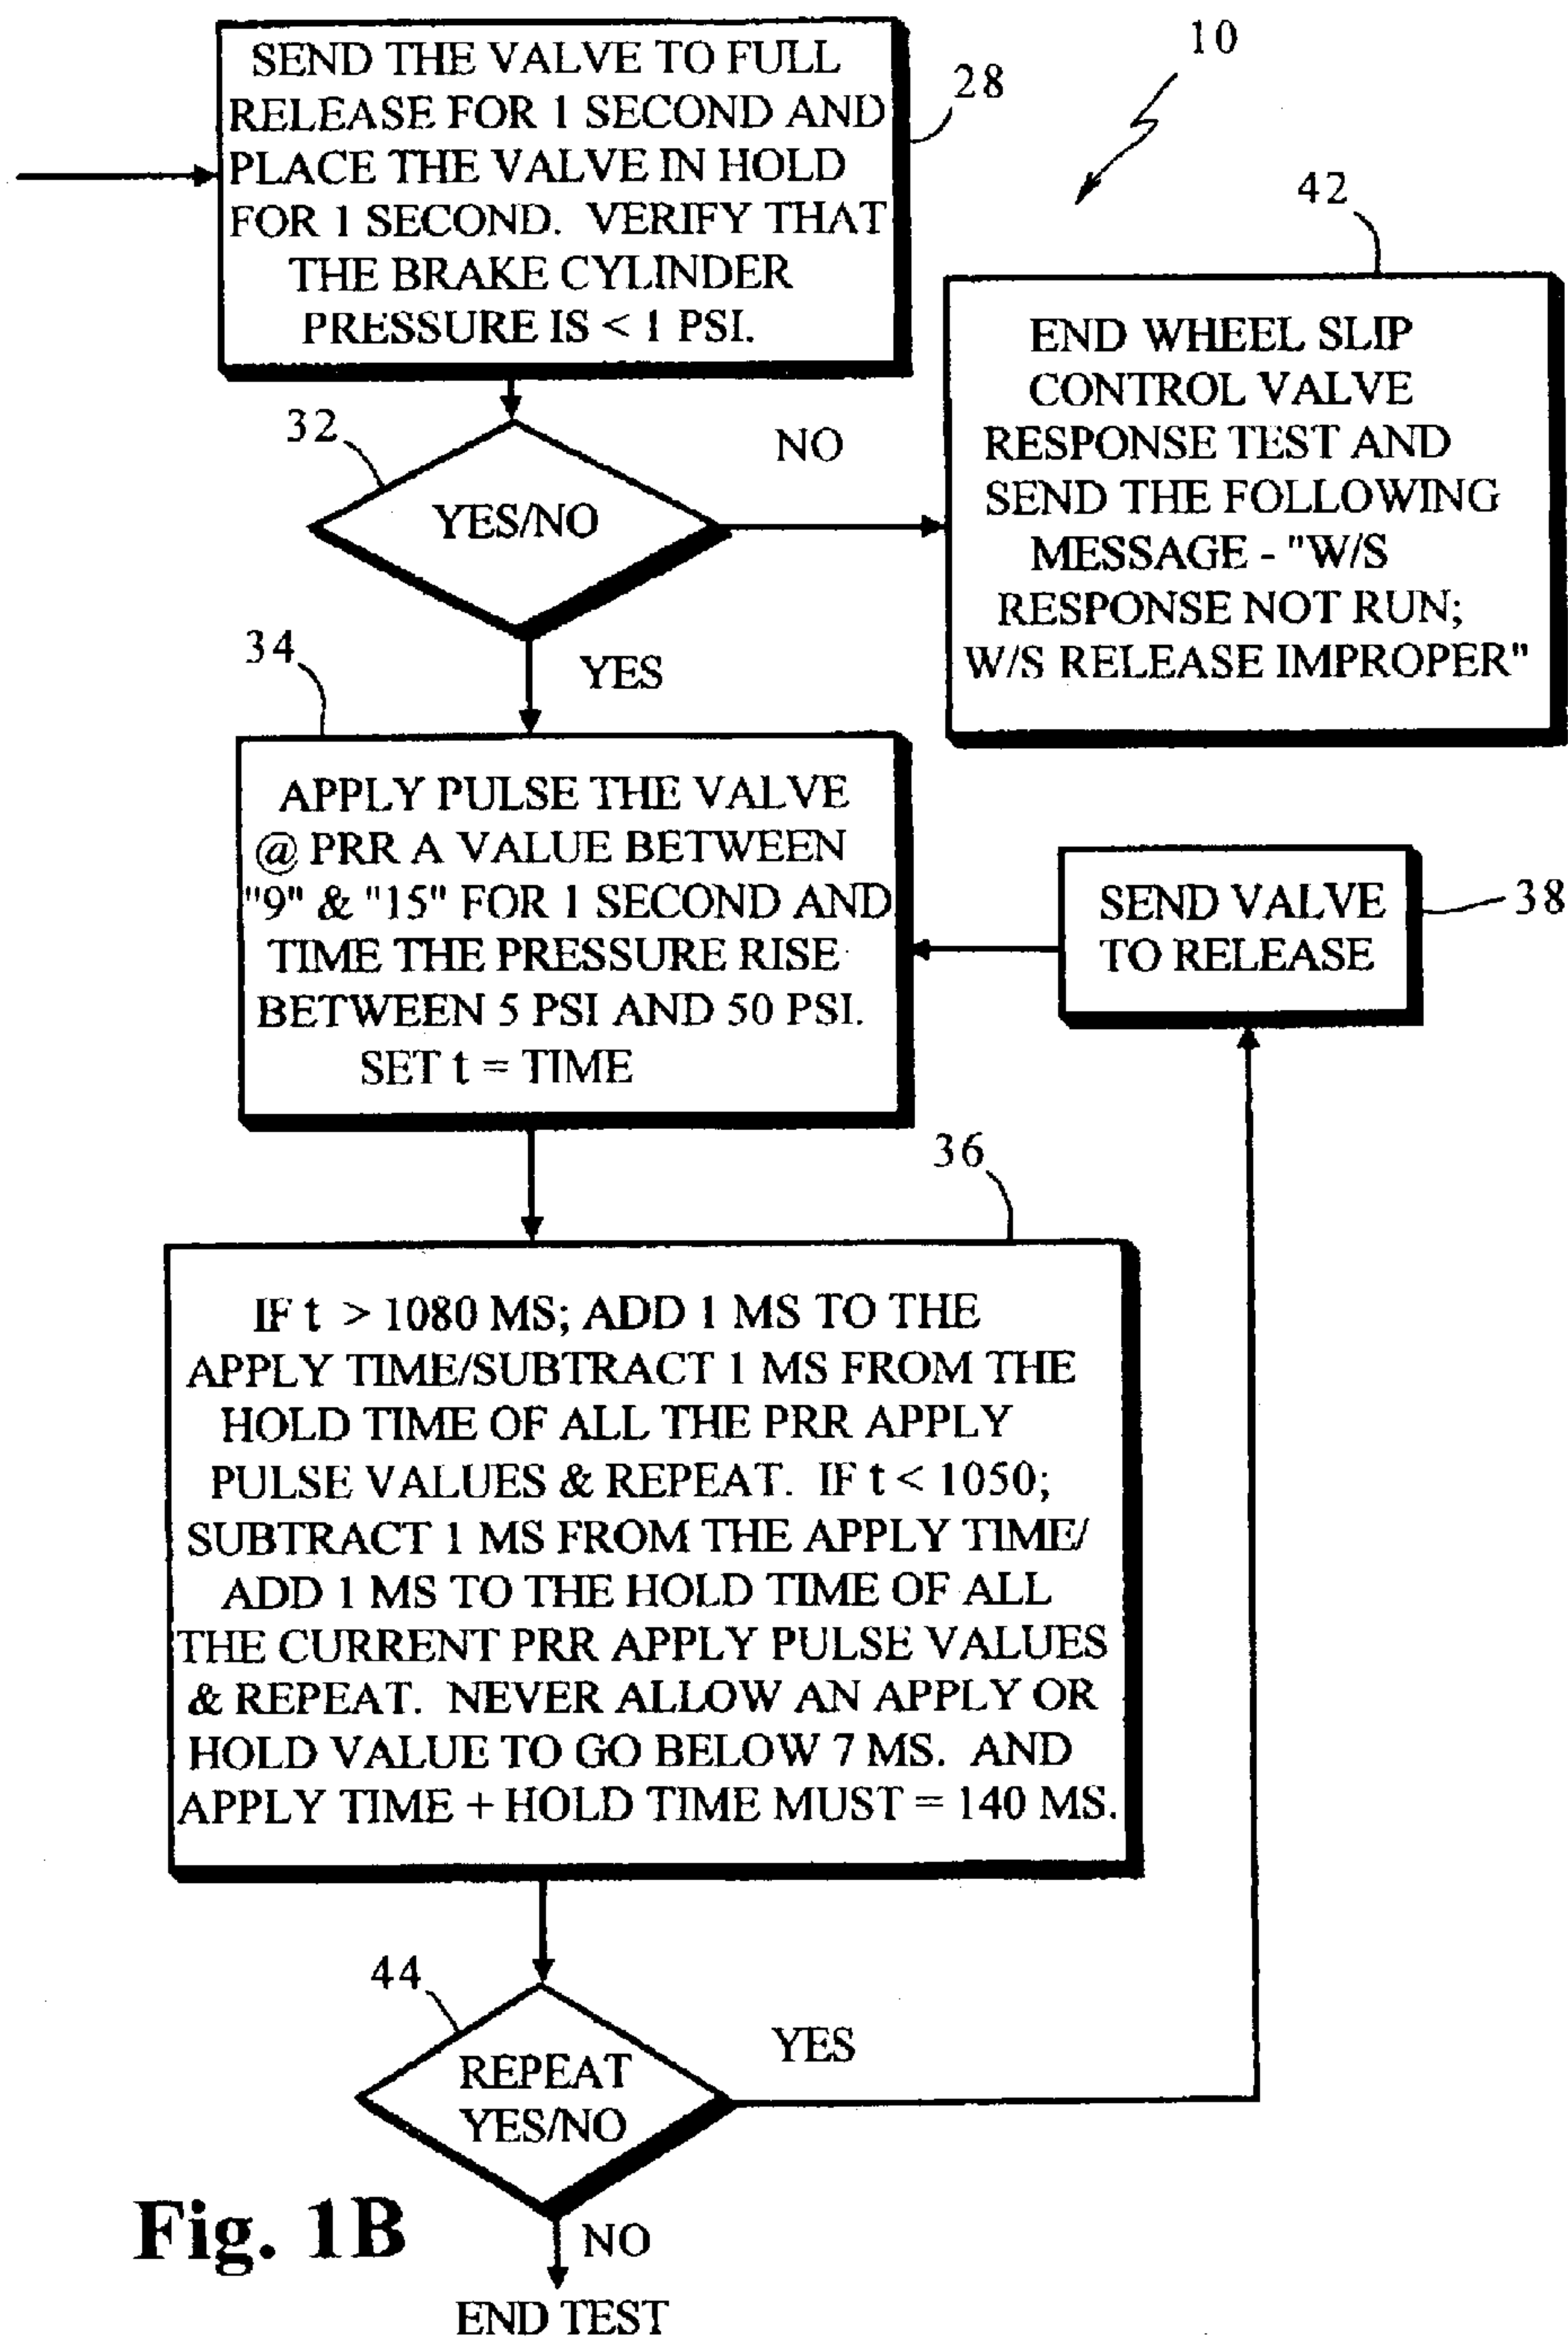 10
SEND THE VALVE TO FULL
RELEASE FOR 1 SECOND AND
PLACE THE VALVE IN HOLD
FOR 1 SECOND. VERIFY THAT
THE BRAKE CYLINDER
PRESSURE IS < 1 PSI.
28
42
END WHEEL SLIP
CONTROL VALVE
RESPONSE TEST AND
SEND THE FOLLOWING
MESSAGE - "W/S
RESPONSE NOT RUN;
W/S RELEASE IMPROPER"
32
YES/NO
NO
YES
34
APPLY PULSE THE VALVE
@ PRR A VALUE BETWEEN
"9" & "15" FOR 1 SECOND AND
TIME THE PRESSURE RISE
BETWEEN 5 PSI AND 50 PSI.
SET t = TIME
SEND VALVE
TO RELEASE
38
36
IF t > 1080 MS; ADD 1 MS TO THE
APPLY TIME/SUBTRACT 1 MS FROM THE
HOLD TIME OF ALL THE PRR APPLY
PULSE VALUES & REPEAT. IF t < 1050;
SUBTRACT 1 MS FROM THE APPLY TIME/
ADD 1 MS TO THE HOLD TIME OF ALL
THE CURRENT PRR APPLY PULSE VALUES
& REPEAT. NEVER ALLOW AN APPLY OR
HOLD VALUE TO GO BELOW 7 MS. AND
APPLY TIME + HOLD TIME MUST = 140 MS.
44
REPEAT
YES/NO
YES
NO
END TEST
Fig. 1B